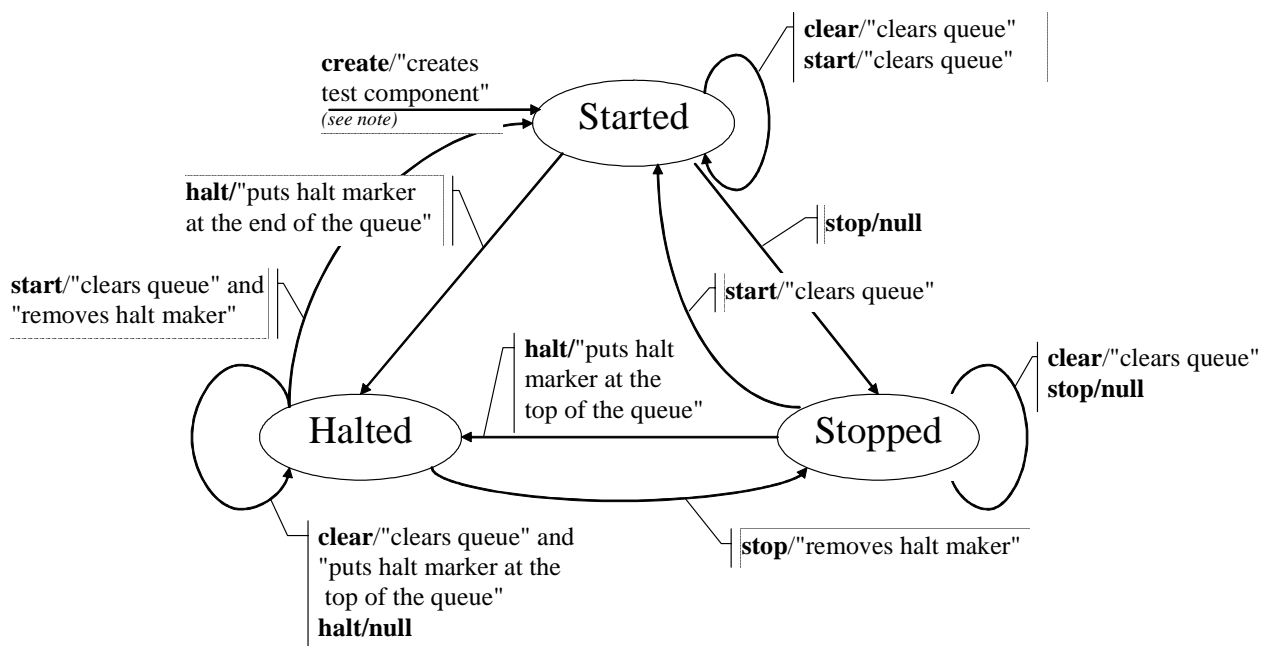 clear/"clears queue"
start/"clears queue"
create/"creates
test component"
(see note)
Started
halt/"puts halt marker
at the end of the queue"
stop/null
start/"clears queue" and
"removes halt maker"
start/"clears queue"
halt/"puts halt
marker at the
top of the queue"
clear/"clears queue"
stop/null
Halted
Stopped
clear/"clears queue" and
"puts halt marker at the
top of the queue"
halt/null
stop/"removes halt maker"